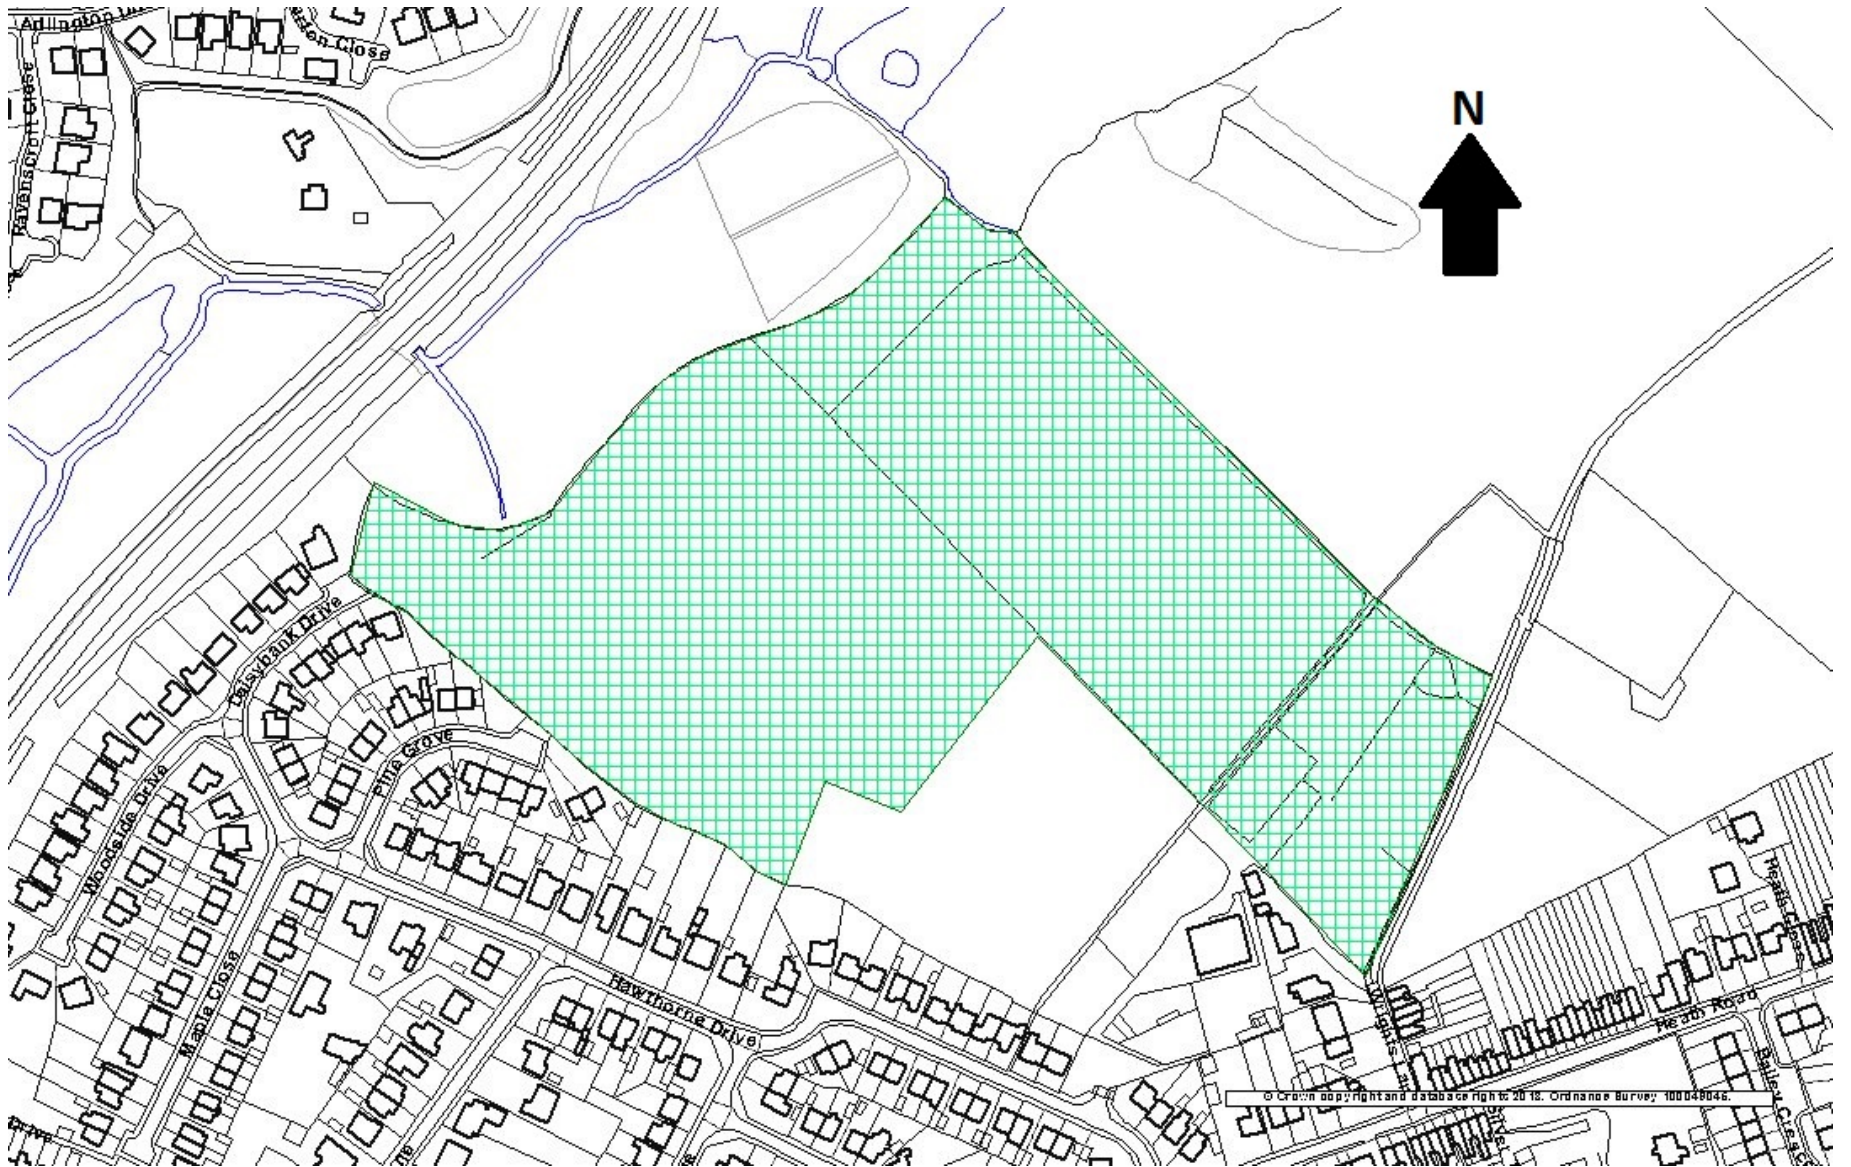 Close
N
Daisybank Drive
Pine Grove
Woodside Drive
Maple Close
Hawthorne Drive
Heath Road
© Crown copyright and database rights 2018. Ordnance Survey 100049046.
Drive